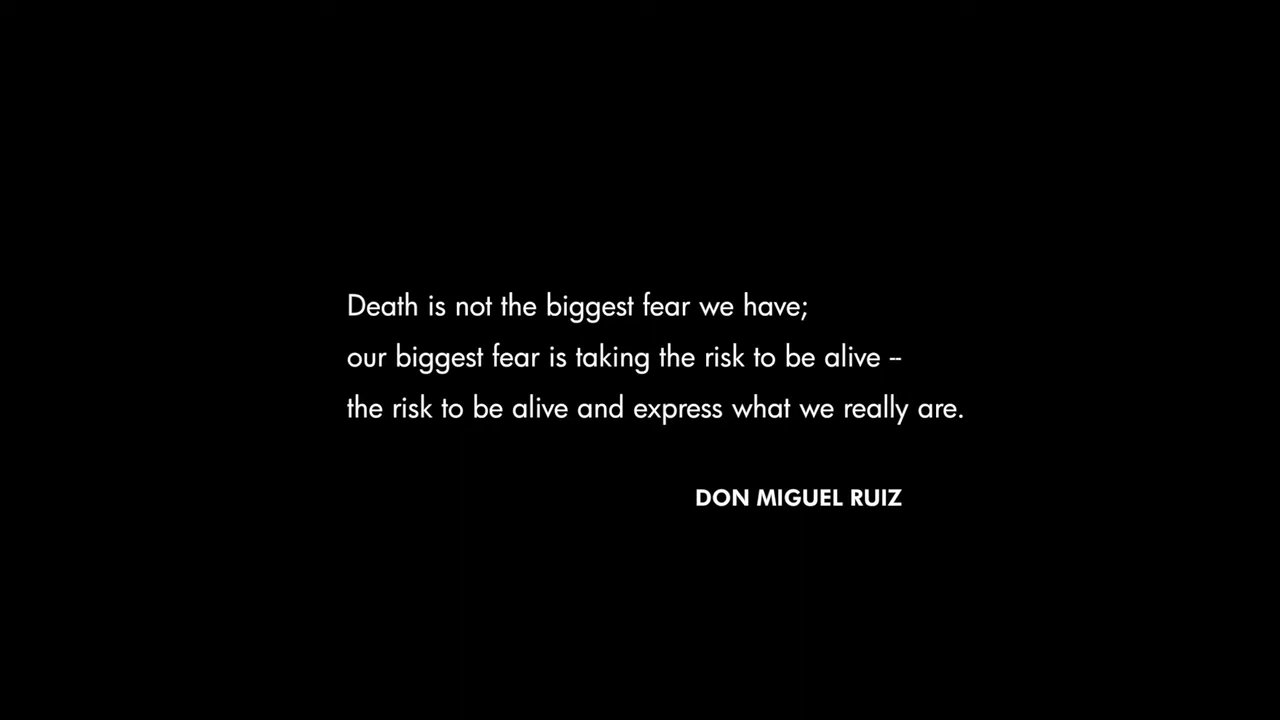 Death is not the biggest fear we have;
our biggest fear is taking the risk to be alive --
the risk to be alive and express what we really are.
DON MIGUEL RUIZ